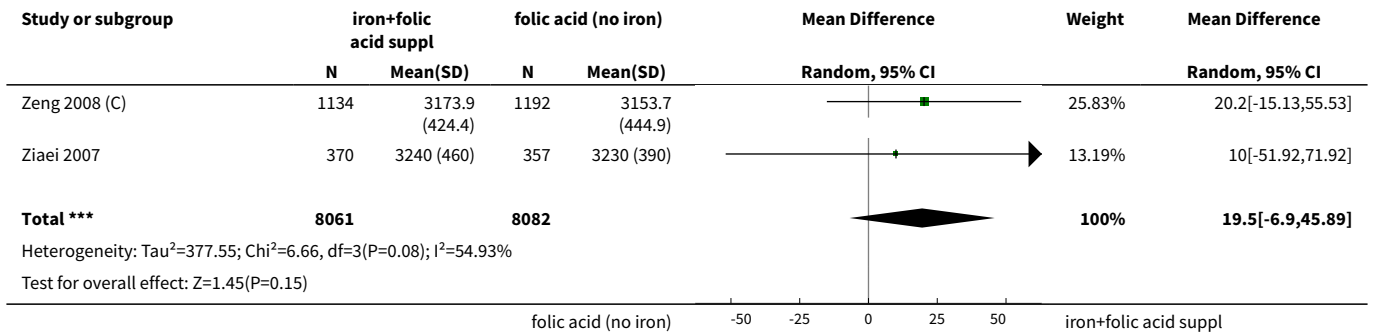 Study or subgroup iron+folic acid suppl folic acid (no iron) Mean Difference Weight Mean Difference
N Mean(SD) N Mean(SD) Random, 95% CI Random, 95% CI
Zeng 2008 (C) 1134 3173.9 (424.4) 1192 3153.7 (444.9) 25.83% 20.2[-15.13,55.53]
Ziaei 2007 370 3240 (460) 357 3230 (390) 13.19% 10[-51.92,71.92]
Total *** 8061 8082 100% 19.5[-6.9,45.89]
Heterogeneity: Tau²=377.55; Chi²=6.66, df=3(P=0.08); I²=54.93%
Test for overall effect: Z=1.45(P=0.15)
folic acid (no iron) -50 -25 0 25 50 iron+folic acid suppl